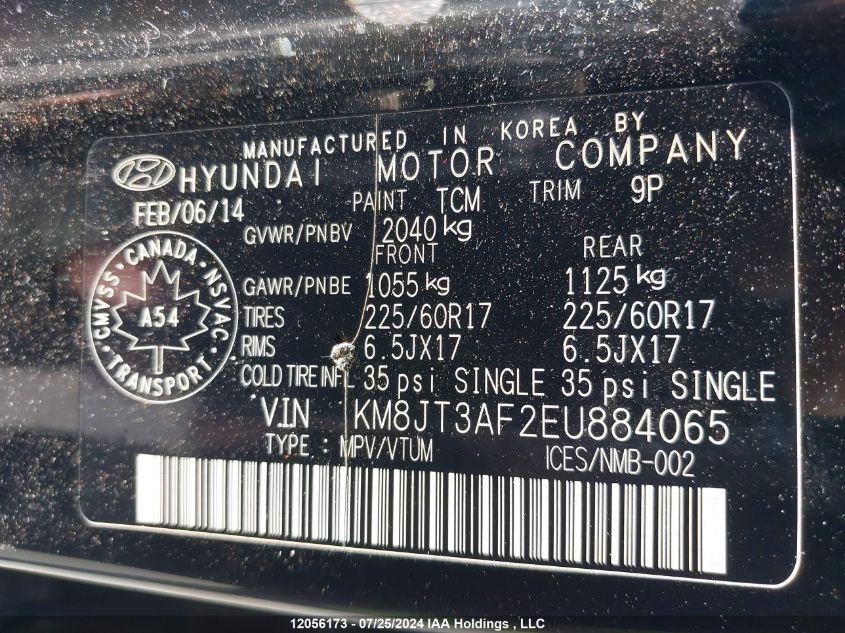 MANUFACTURED IN KOREA BY
HYUNDAI MOTOR COMPANY
FEB/06/14 PAINT TCM TRIM 9P
GVWR/PNBV 2040 kg
FRONT REAR
GAWR/PNBE 1055 kg 1125 kg
TIRES 225/60R17 225/60R17
RIMS 6.5JX17 6.5JX17
COLD TIRE INFL 35 psi SINGLE 35 psi SINGLE
VIN KM8JT3AF2EU884065
TYPE : MPV/VTUM ICES/NMB-002
CMVSS · CANADA · NSVAC · TRANSPORT ·
A54
12056173 - 07/25/2024 IAA Holdings , LLC